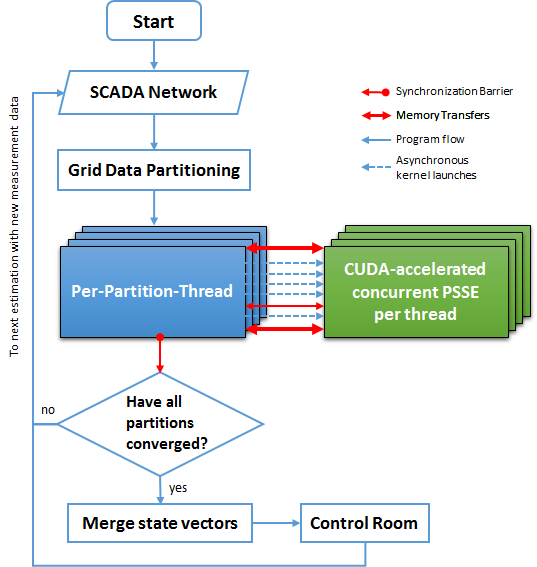 Start
SCADA Network
Grid Data Partitioning
Synchronization Barrier
Memory Transfers
Program flow
Asynchronous
kernel launches
To next estimation with new measurement data
Per-Partition-Thread
CUDA-accelerated
concurrent PSSE
per thread
Have all
partitions
converged?
no
yes
Merge state vectors
Control Room